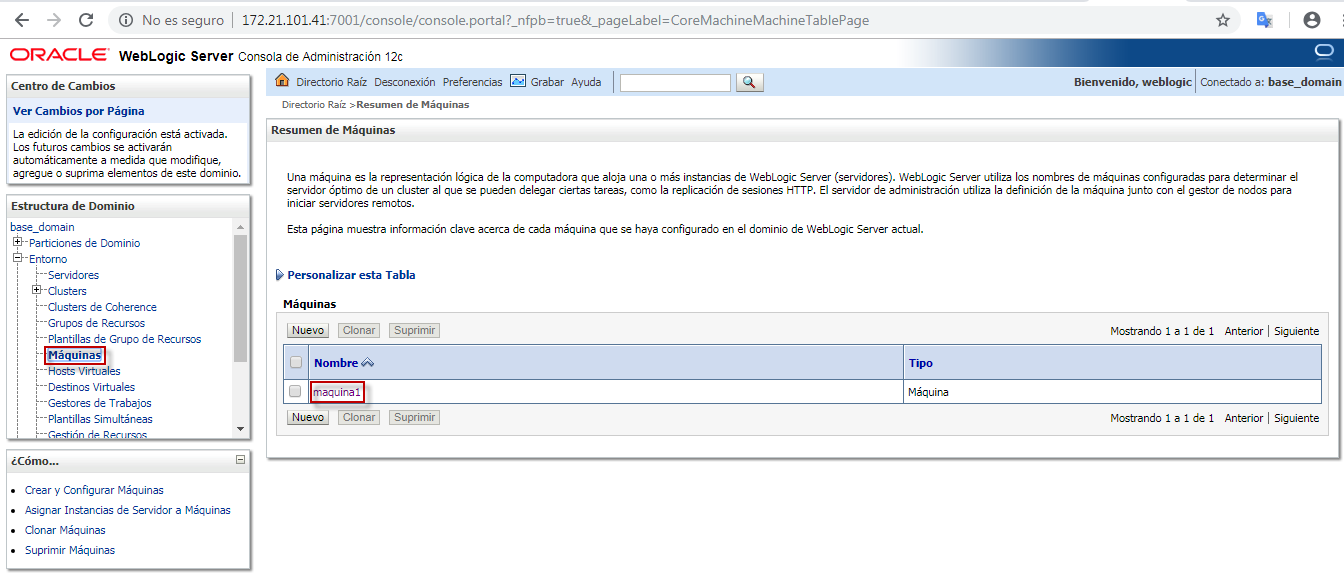 No es seguro | 172.21.101.41:7001/console/console.portal?_nfpb=true&_pageLabel=CoreMachineMachineTablePage
ORACLE WebLogic Server Consola de Administración 12c
Centro de Cambios
Ver Cambios por Página
La edición de la configuración está activada.
Los futuros cambios se activarán
automáticamente a medida que modifique,
agregue o suprima elementos de este dominio.
Estructura de Dominio
base_domain
Particiones de Dominio
Entorno
Servidores
Clusters
Clusters de Coherence
Grupos de Recursos
Plantillas de Grupo de Recursos
Máquinas
Hosts Virtuales
Destinos Virtuales
Gestores de Trabajos
Plantillas Simultáneas
Gestión de Recursos
¿Cómo...
Crear y Configurar Máquinas
Asignar Instancias de Servidor a Máquinas
Clonar Máquinas
Suprimir Máquinas
Directorio Raíz Desconexión Preferencias Grabar Ayuda
Bienvenido, weblogic | Conectado a: base_domain
Directorio Raíz >Resumen de Máquinas
Resumen de Máquinas
Una máquina es la representación lógica de la computadora que aloja una o más instancias de WebLogic Server (servidores). WebLogic Server utiliza los nombres de máquinas configuradas para determinar el
servidor óptimo de un cluster al que se pueden delegar ciertas tareas, como la replicación de sesiones HTTP. El servidor de administración utiliza la definición de la máquina junto con el gestor de nodos para
iniciar servidores remotos.
Esta página muestra información clave acerca de cada máquina que se haya configurado en el dominio de WebLogic Server actual.
Personalizar esta Tabla
Máquinas
Nuevo Clonar Suprimir Mostrando 1 a 1 de 1 Anterior | Siguiente
Nombre Tipo
maquina1 Máquina
Nuevo Clonar Suprimir Mostrando 1 a 1 de 1 Anterior | Siguiente